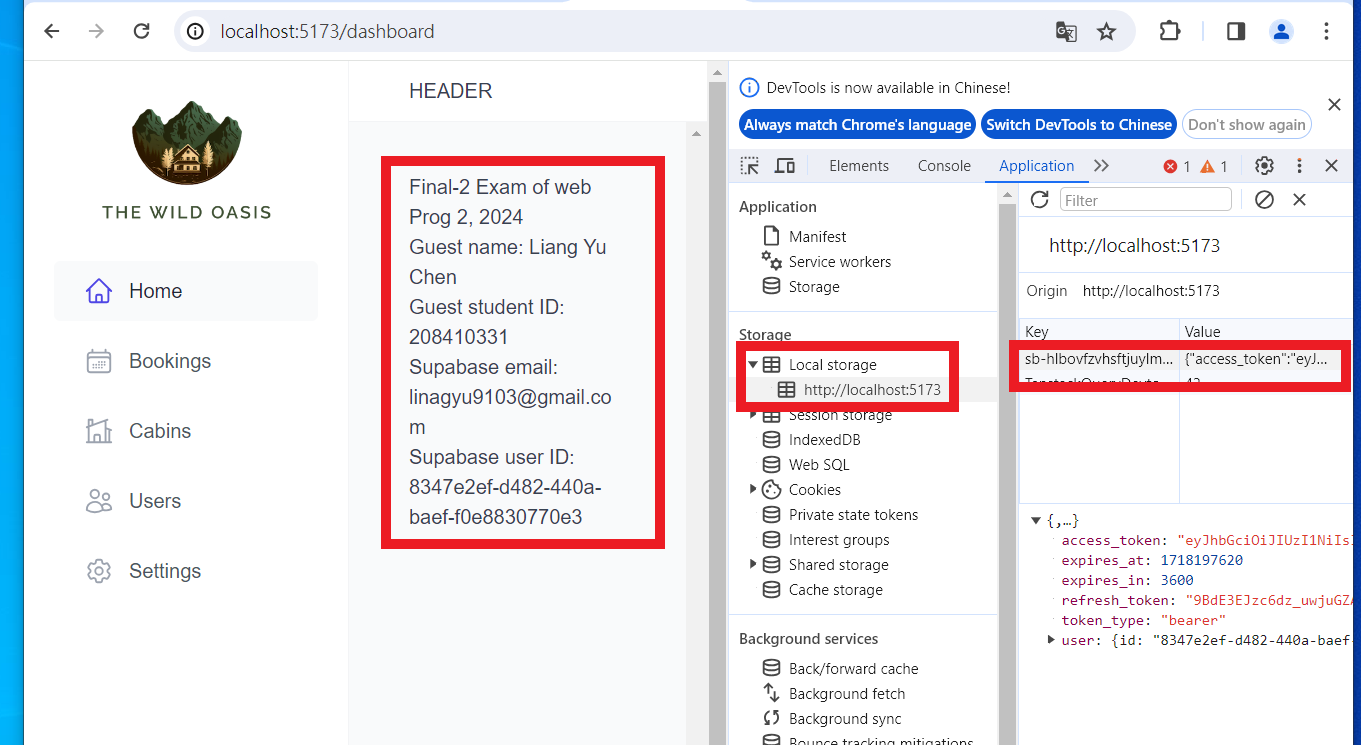 localhost:5173/dashboard
THE WILD OASIS
Home
Bookings
Cabins
Users
Settings
HEADER
Final-2 Exam of web
Prog 2, 2024
Guest name: Liang Yu
Chen
Guest student ID:
208410331
Supabase email:
linagyu9103@gmail.co
m
Supabase user ID:
8347e2ef-d482-440a-
baef-f0e8830770e3
DevTools is now available in Chinese!
Always match Chrome's language
Switch DevTools to Chinese
Don't show again
Elements
Console
Application
1
1
Application
Manifest
Service workers
Storage
Storage
Local storage
http://localhost:5173
Session storage
IndexedDB
Web SQL
Cookies
Private state tokens
Interest groups
Shared storage
Cache storage
Background services
Back/forward cache
Background fetch
Background sync
Bounce tracking mitigations
Filter
http://localhost:5173
Origin http://localhost:5173
Key Value
sb-hlbovfzvhsftjuylm... {"access_token":"eyJ...
{,…}
access_token: "eyJhbGciOiJIUzI1NiIsI
expires_at: 1718197620
expires_in: 3600
refresh_token: "9BdE3EJzc6dz_uwjuGZA
token_type: "bearer"
user: {id: "8347e2ef-d482-440a-baef-